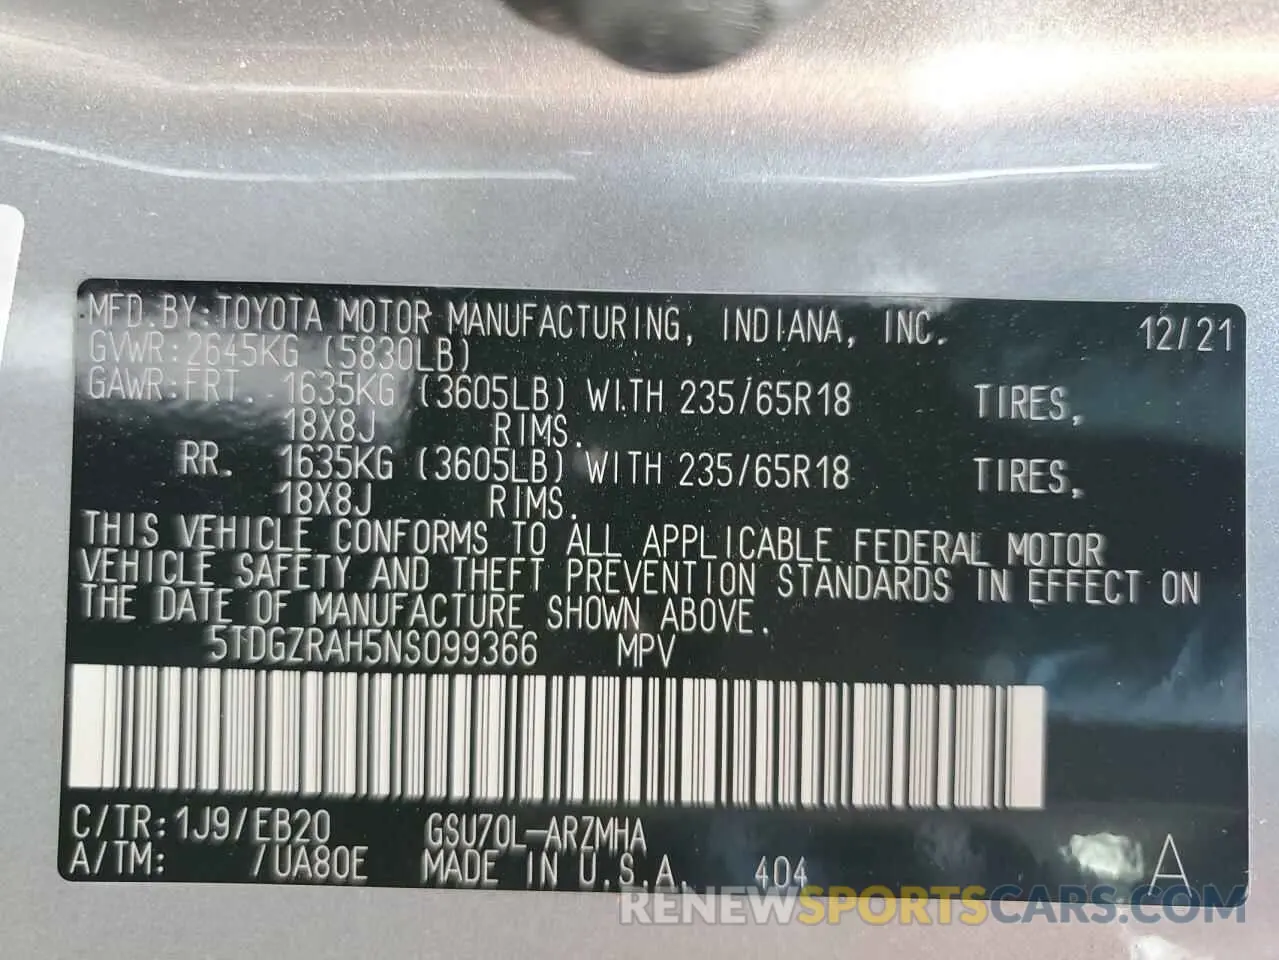 MFD.BY:TOYOTA MOTOR MANUFACTURING, INDIANA, INC. 12/21
GVWR:2645KG (5830LB)
GAWR:FRT. 1635KG (3605LB) WITH 235/65R18 TIRES,
18X8J RIMS.
RR. 1635KG (3605LB) WITH 235/65R18 TIRES,
18X8J RIMS.
THIS VEHICLE CONFORMS TO ALL APPLICABLE FEDERAL MOTOR
VEHICLE SAFETY AND THEFT PREVENTION STANDARDS IN EFFECT ON
THE DATE OF MANUFACTURE SHOWN ABOVE.
5TDGZRAH5NS099366 MPV
C/TR:1J9/EB20 GSU70L-ARZMHA
A/TM: /UA80E MADE IN U.S.A. 404 A
RENEWSPORTSCARS.COM